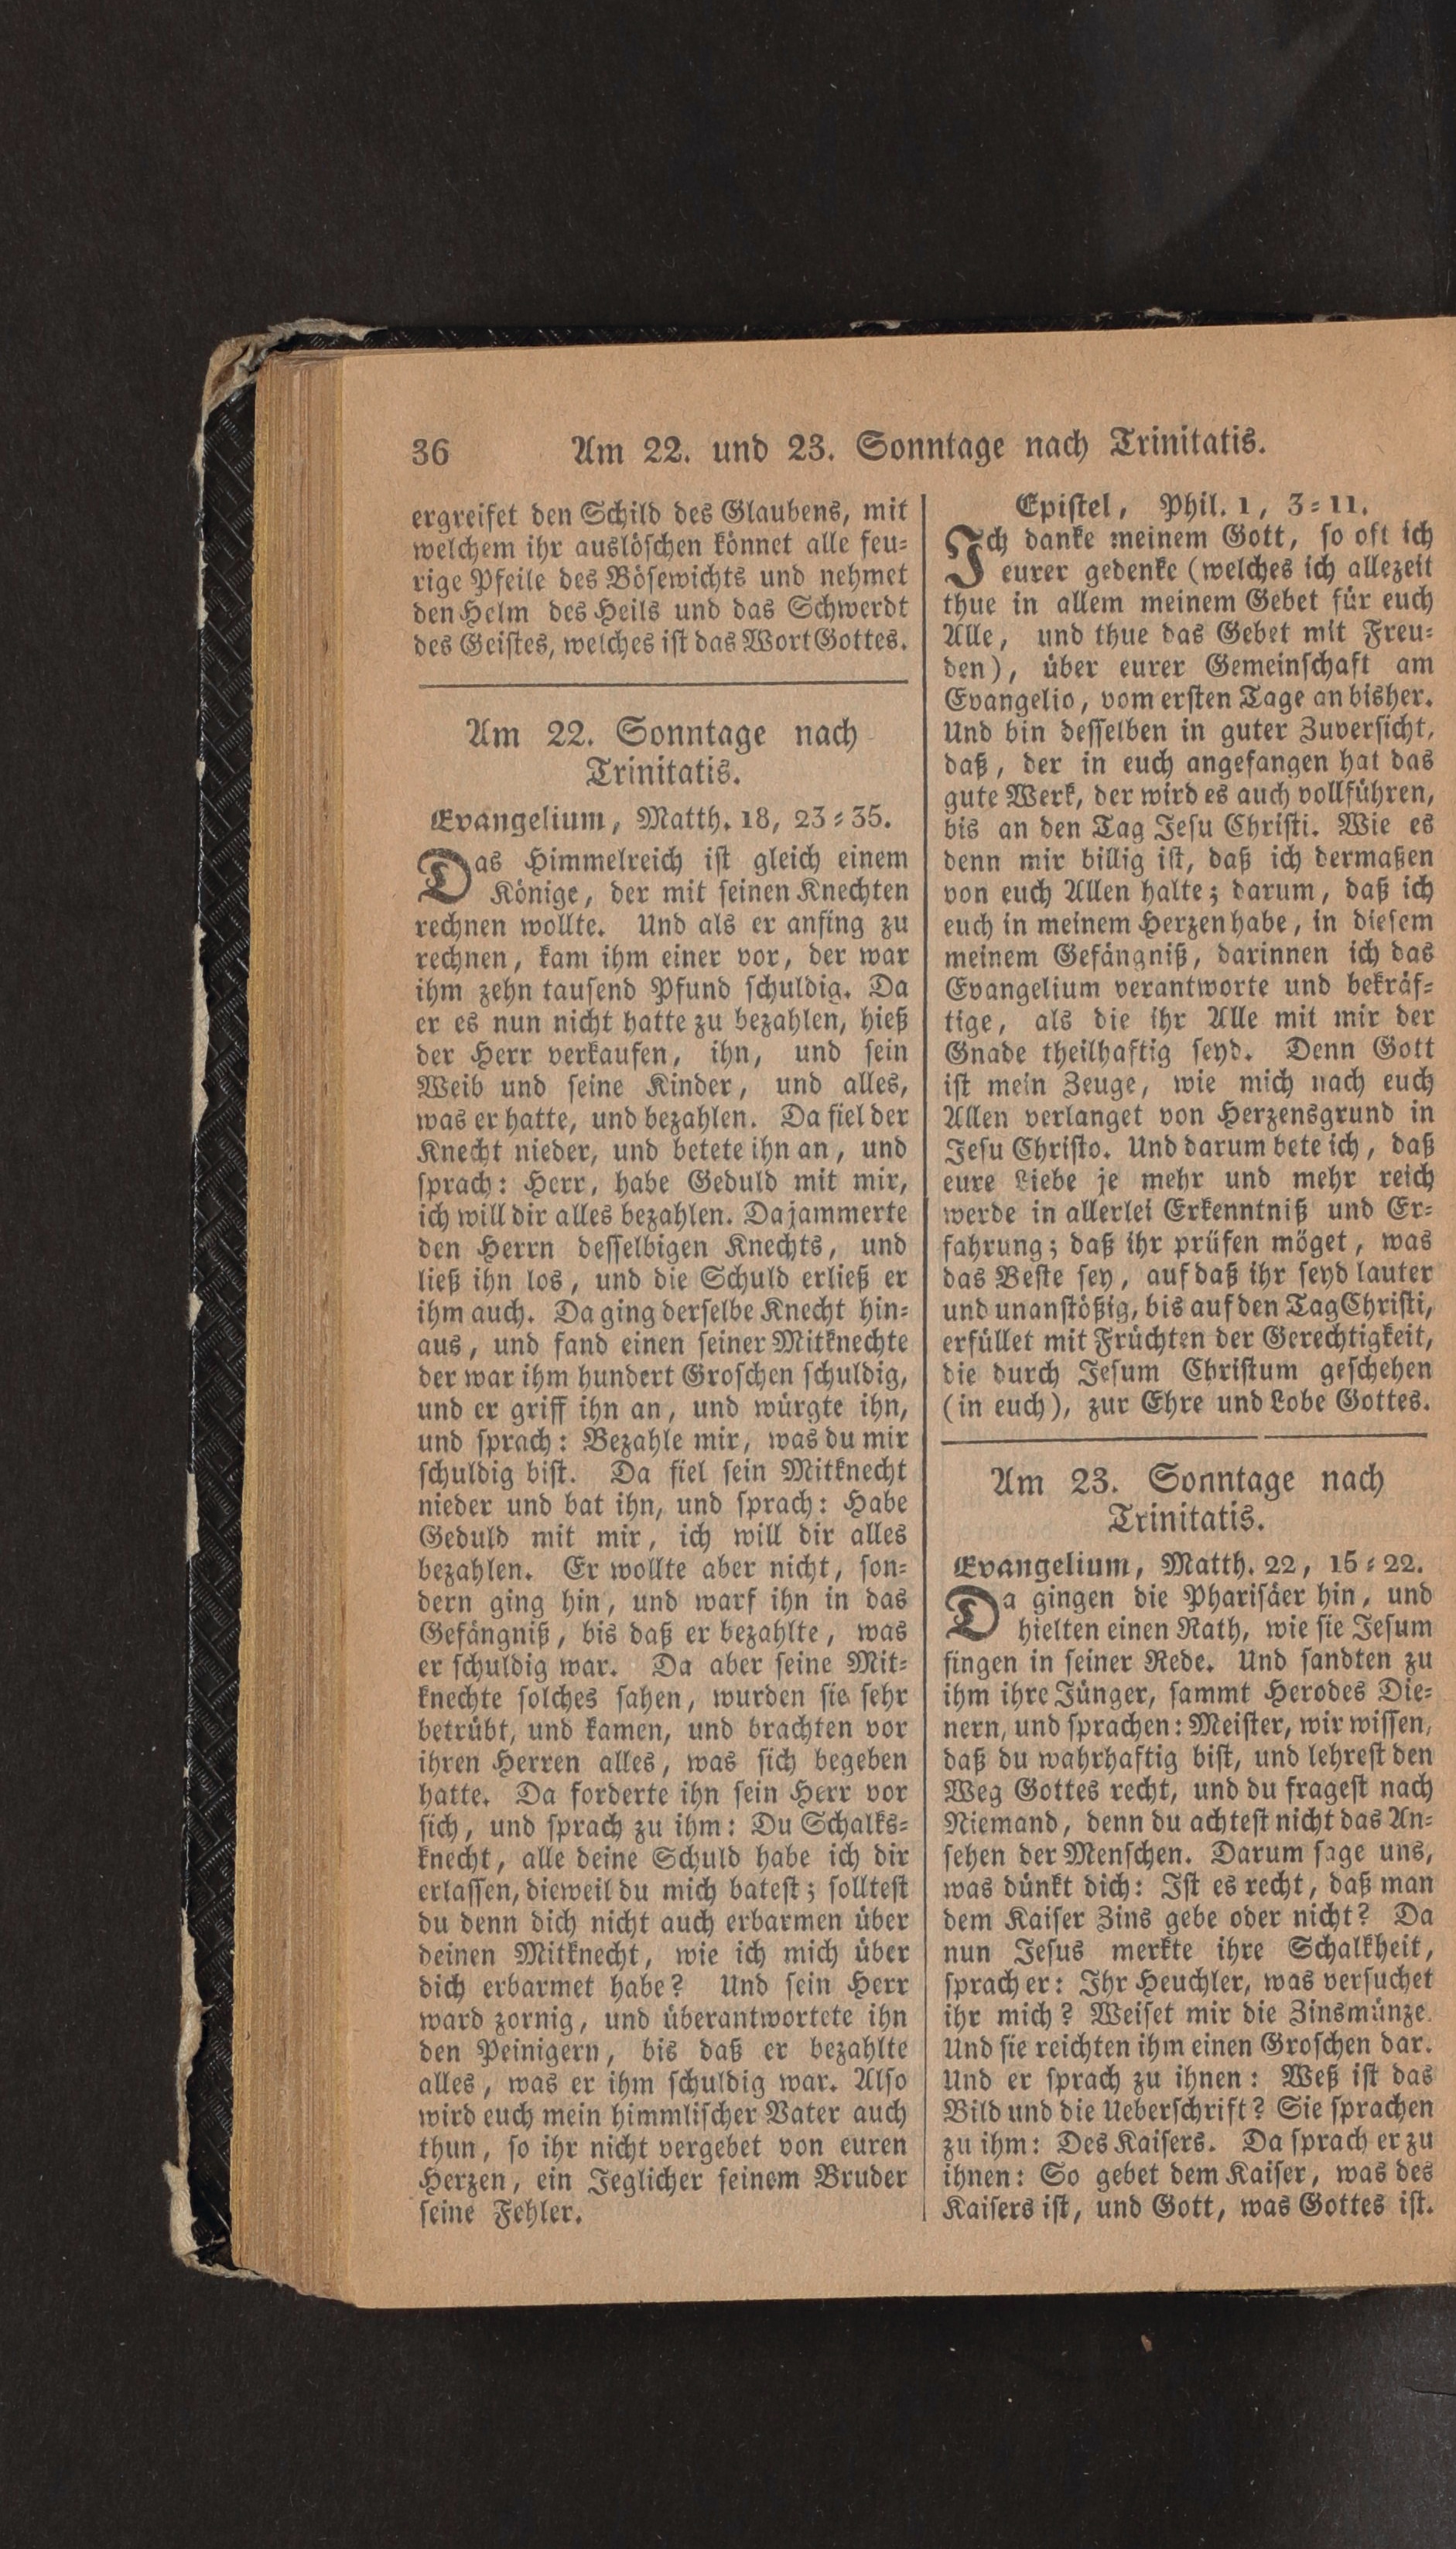 36 Am 22. und 23. Sonntage nach Trinitatis.
ergreifet den Schild des Glaubens, mit
welchem ihr auslöschen könnet alle feu-
rige Pfeile des Bösewichts und nehmet
den Helm des Heils und das Schwerdt
des Geistes, welches ist das Wort Gottes.
Am 22. Sonntage nach
Trinitatis.
Evangelium, Matth. 18, 23-35.
Das Himmelreich ist gleich einem
Könige, der mit seinen Knechten
rechnen wollte. Und als er anfing zu
rechnen, kam ihm einer vor, der war
ihm zehn tausend Pfund schuldig. Da
er es nun nicht hatte zu bezahlen, hieß
der Herr verkaufen, ihn, und sein
Weib und seine Kinder, und alles,
was er hatte, und bezahlen. Da fiel der
Knecht nieder, und betete ihn an, und
sprach: Herr, habe Geduld mit mir,
ich will dir alles bezahlen. Da jammerte
den Herrn desselbigen Knechts, und
ließ ihn los, und die Schuld erließ er
ihm auch. Da ging derselbe Knecht hin-
aus, und fand einen seiner Mitknechte
der war ihm hundert Groschen schuldig,
und er griff ihn an, und würgte ihn,
und sprach: Bezahle mir, was du mir
schuldig bist. Da fiel sein Mitknecht
nieder und bat ihn, und sprach: Habe
Geduld mit mir, ich will dir alles
bezahlen. Er wollte aber nicht, son-
dern ging hin, und warf ihn in das
Gefängniß, bis daß er bezahlte, was
er schuldig war. Da aber seine Mit-
knechte solches sahen, wurden sie sehr
betrübt, und kamen, und brachten vor
ihren Herren alles, was sich begeben
hatte. Da forderte ihn sein Herr vor
sich, und sprach zu ihm: Du Schalks-
knecht, alle deine Schuld habe ich dir
erlassen, dieweil du mich batest; solltest
du denn dich nicht auch erbarmen über
deinen Mitknecht, wie ich mich über
dich erbarmet habe? Und sein Herr
ward zornig, und überantwortete ihn
den Peinigern, bis daß er bezahlte
alles, was er ihm schuldig war. Also
wird euch mein himmlischer Vater auch
thun, so ihr nicht vergebet von euren
Herzen, ein Jeglicher seinem Bruder
seine Fehler.
Epistel, Phil. 1, 3-11.
Ich danke meinem Gott, so oft ich
eurer gedenke (welches ich allezeit
thue in allem meinem Gebet für euch
Alle, und thue das Gebet mit Freu-
den), über eurer Gemeinschaft am
Evangelio, vom ersten Tage an bisher.
Und bin desselben in guter Zuversicht,
daß, der in euch angefangen hat das
gute Werk, der wird es auch vollführen,
bis an den Tag Jesu Christi. Wie es
denn mir billig ist, daß ich dermaßen
von euch Allen halte; darum, daß ich
euch in meinem Herzen habe, in diesem
meinem Gefängniß, darinnen ich das
Evangelium verantworte und bekräf-
tige, als die ihr Alle mit mir der
Gnade theilhaftig seyd. Denn Gott
ist mein Zeuge, wie mich nach euch
Allen verlanget von Herzensgrund in
Jesu Christo. Und darum bete ich, daß
eure Liebe je mehr und mehr reich
werde in allerlei Erkenntniß und Er-
fahrung; daß ihr prüfen möget, was
das Beste sey, auf daß ihr seyd lauter
und unanstößig, bis auf den Tag Christi,
erfüllet mit Früchten der Gerechtigkeit,
die durch Jesum Christum geschehen
(in euch), zur Ehre und Lobe Gottes.
Am 23. Sonntage nach
Trinitatis.
Evangelium, Matth. 22, 15-22.
Da gingen die Pharisäer hin, und
hielten einen Rath, wie sie Jesum
fingen in seiner Rede. Und sandten zu
ihm ihre Jünger, sammt Herodes Die-
nern, und sprachen: Meister, wir wissen,
daß du wahrhaftig bist, und lehrest den
Weg Gottes recht, und du fragest nach
Niemand, denn du achtest nicht das An-
sehen der Menschen. Darum sage uns,
was dünkt dich: Ist es recht, daß man
dem Kaiser Zins gebe oder nicht? Da
nun Jesus merkte ihre Schalkheit,
sprach er: Ihr Heuchler, was versuchet
ihr mich? Weiset mir die Zinsmünze.
Und sie reichten ihm einen Groschen dar.
Und er sprach zu ihnen: Weß ist das
Bild und die Ueberschrift? Sie sprachen
zu ihm: Des Kaisers. Da sprach er zu
ihnen: So gebet dem Kaiser, was des
Kaisers ist, und Gott, was Gottes ist.